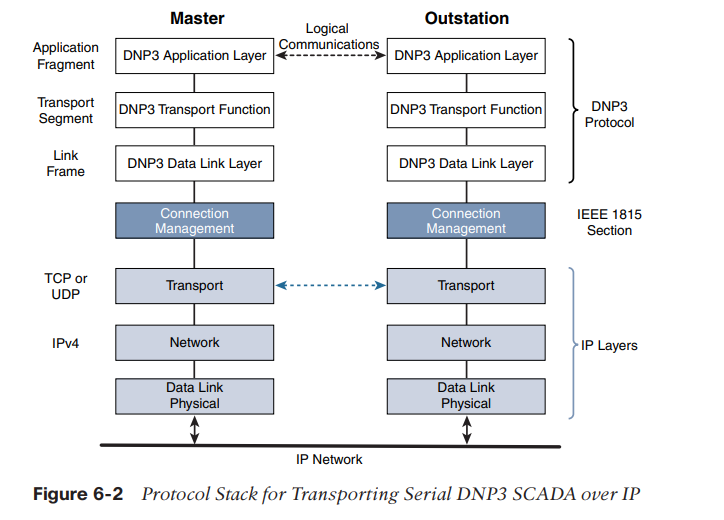 Master
Outstation
Logical
Communications
Application
Fragment
DNP3 Application Layer
DNP3 Application Layer
Transport
Segment
DNP3 Transport Function
DNP3 Transport Function
DNP3
Protocol
Link
Frame
DNP3 Data Link Layer
DNP3 Data Link Layer
Connection
Management
Connection
Management
IEEE 1815
Section
TCP or
UDP
Transport
Transport
IPv4
Network
Network
IP Layers
Data Link
Physical
Data Link
Physical
IP Network
Figure 6-2 Protocol Stack for Transporting Serial DNP3 SCADA over IP